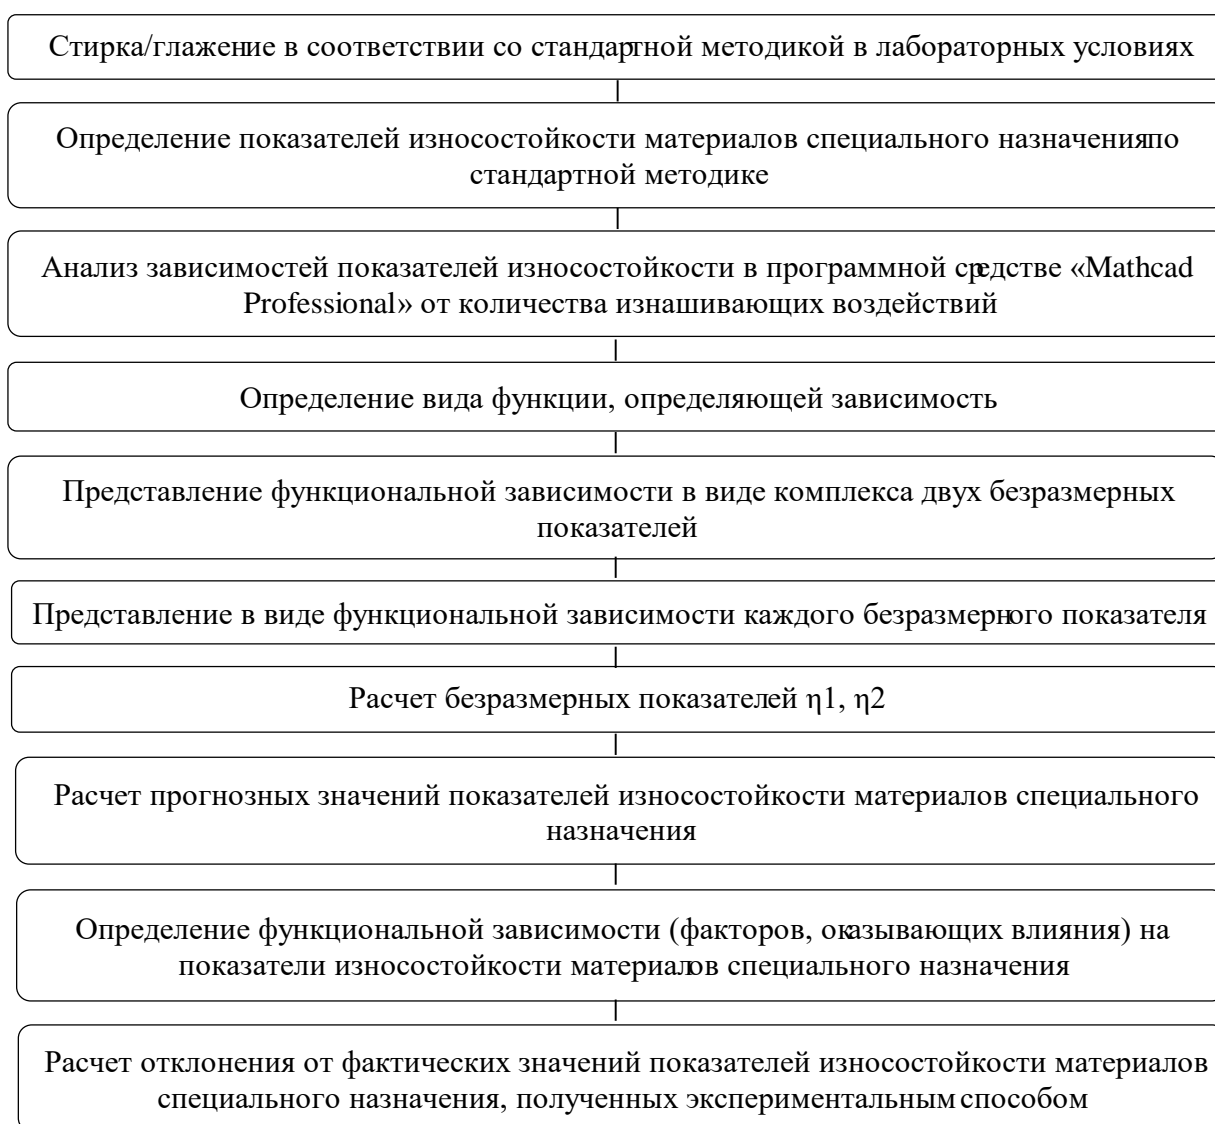 Стирка/глажение в соответствии со стандартной методикой в лабораторных условиях
Определение показателей износостойкости материалов специального назначения по
стандартной методике
Анализ зависимостей показателей износостойкости в программной средстве «Mathcad
Professional» от количества изнашивающих воздействий
Определение вида функции, определяющей зависимость
Представление функциональной зависимости в виде комплекса двух безразмерных
показателей
Представление в виде функциональной зависимости каждого безразмерного показателя
Расчет безразмерных показателей η1, η2
Расчет прогнозных значений показателей износостойкости материалов специального
назначения
Определение функциональной зависимости (факторов, оказывающих влияния) на
показатели износостойкости материалов специального назначения
Расчет отклонения от фактических значений показателей износостойкости материалов
специального назначения, полученных экспериментальным способом